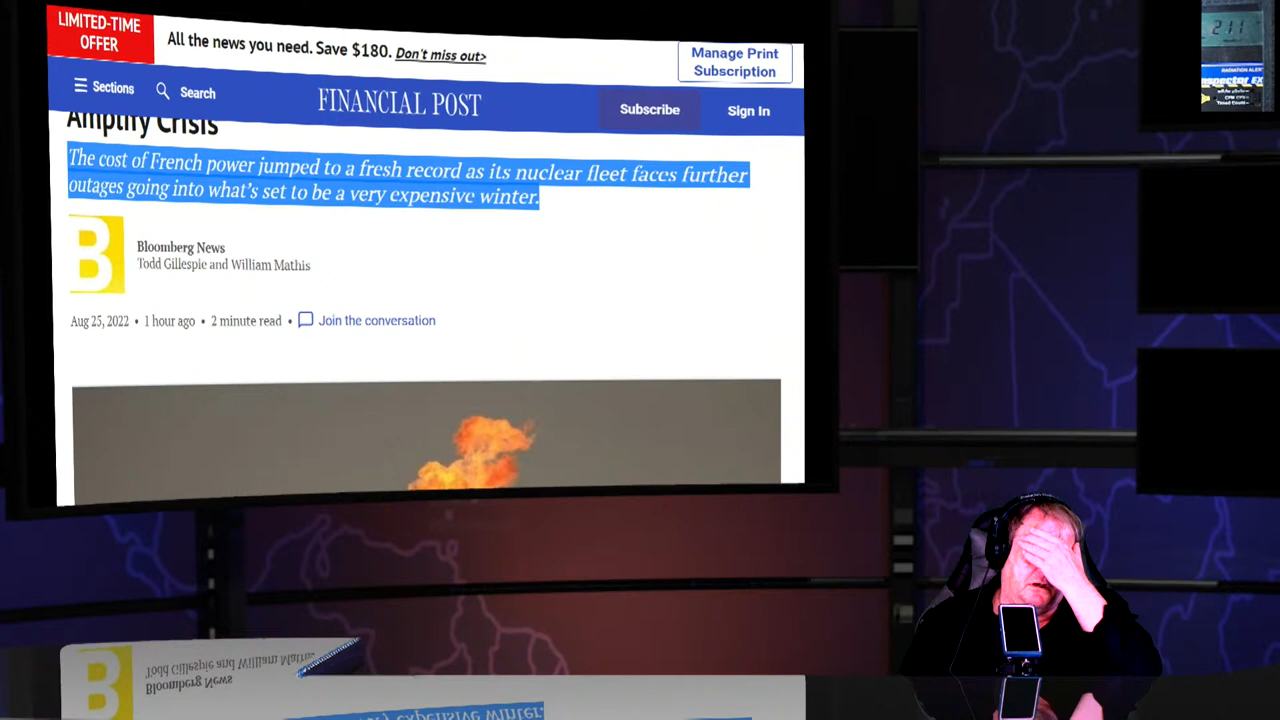 LIMITED-TIME
OFFER
All the news you need. Save $180. Don't miss out>
Manage Print
Subscription
Sections
Search
FINANCIAL POST
Subscribe
Sign In
Amplify Crisis
The cost of French power jumped to a fresh record as its nuclear fleet faces further
outages going into what's set to be a very expensive winter.
B
Bloomberg News
Todd Gillespie and William Mathis
Aug 25, 2022 • 1 hour ago • 2 minute read •
Join the conversation
211
RADIATION ALERT